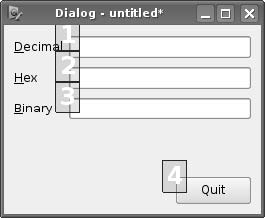 Dialog - untitled*
Decimal 1
Hex 2
Binary 3
4
Quit